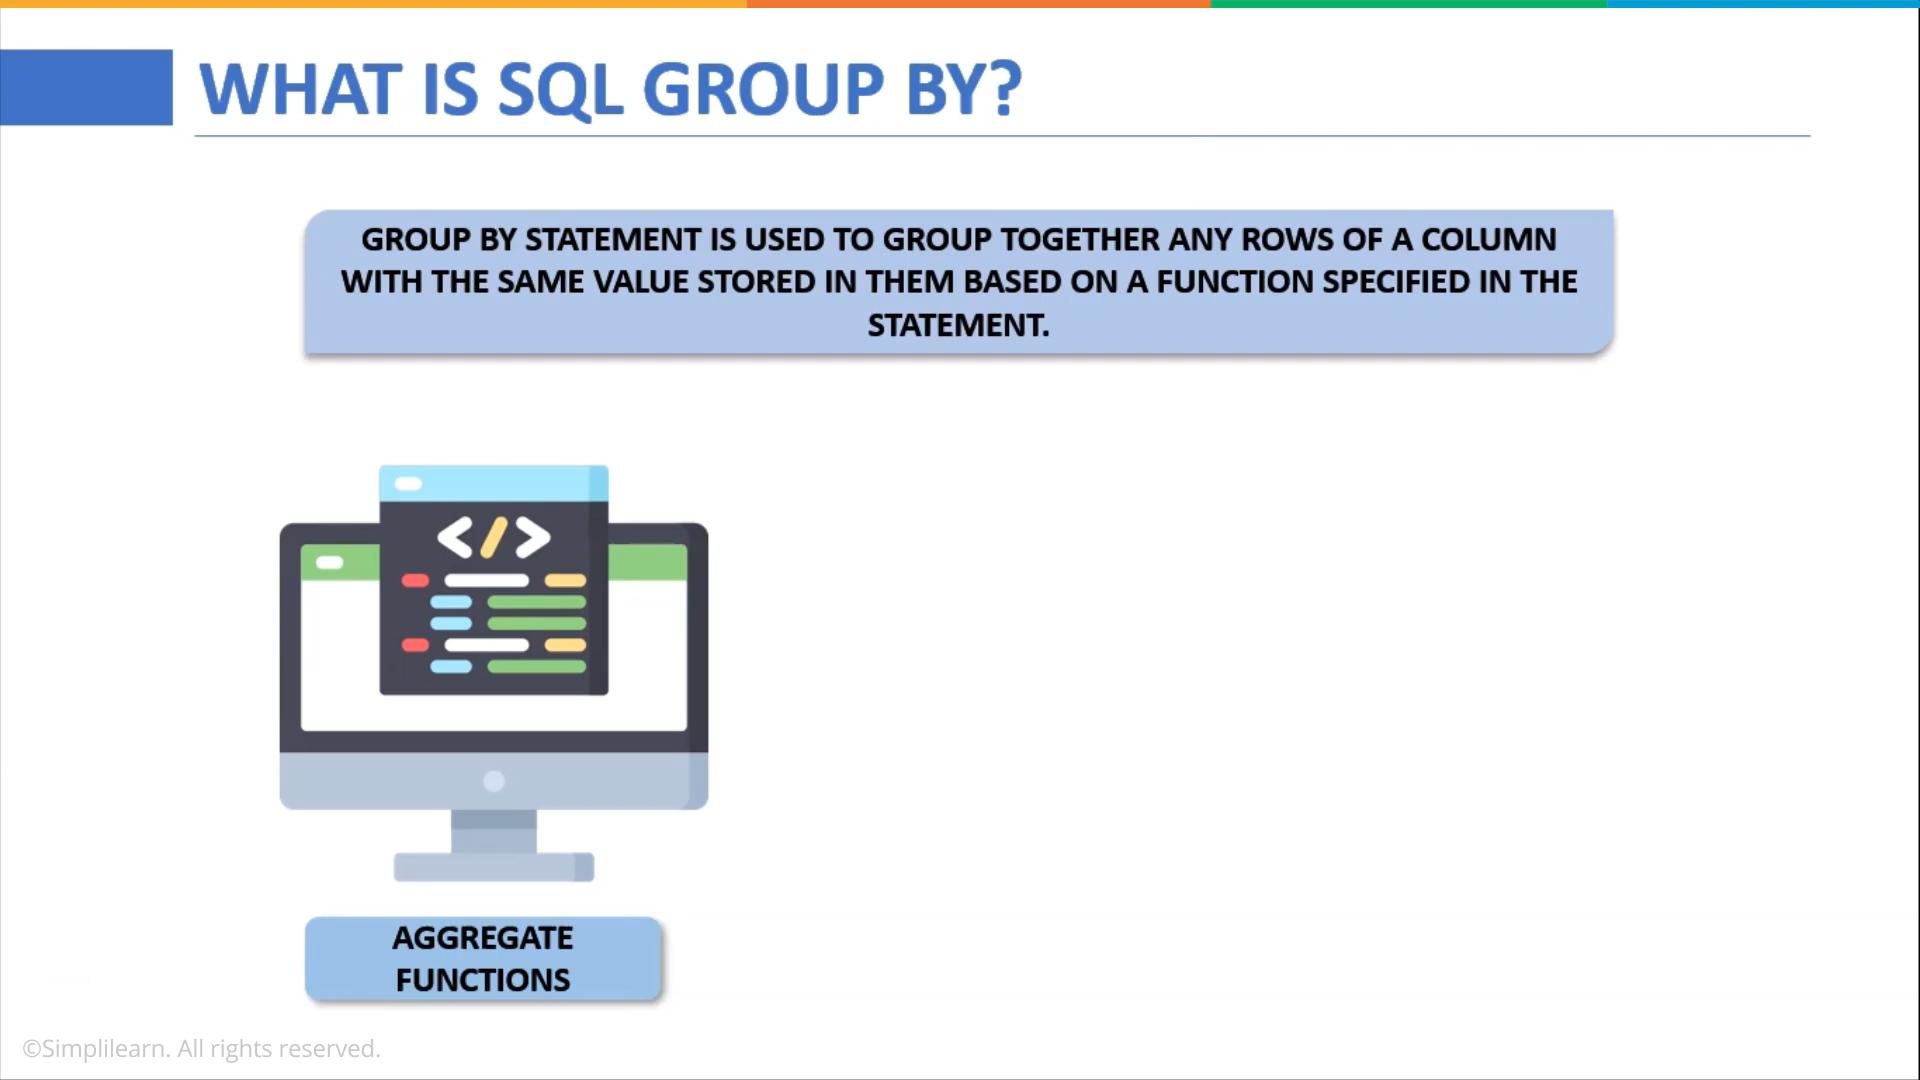 WHAT IS SQL GROUP BY?
GROUP BY STATEMENT IS USED TO GROUP TOGETHER ANY ROWS OF A COLUMN
WITH THE SAME VALUE STORED IN THEM BASED ON A FUNCTION SPECIFIED IN THE
STATEMENT.
</>
AGGREGATE
FUNCTIONS
©Simplilearn. All rights reserved.